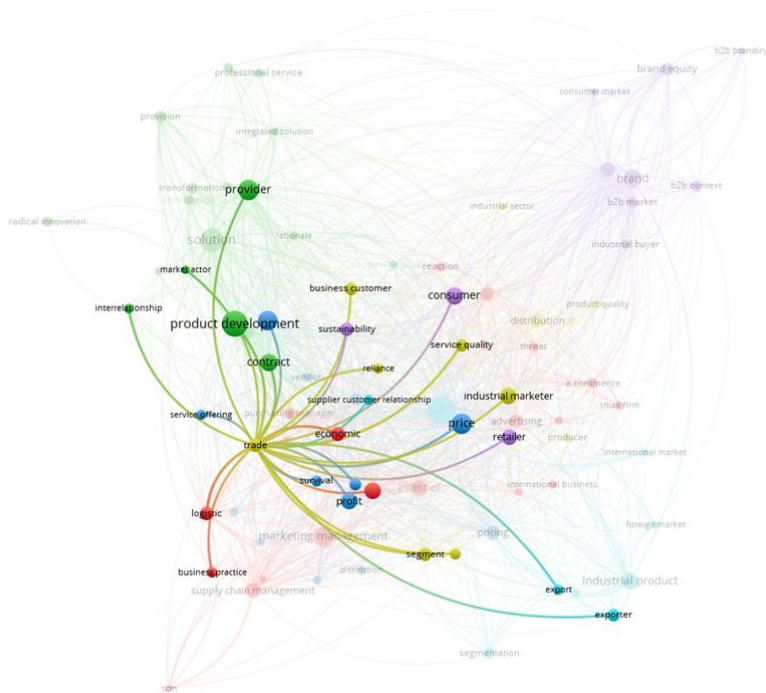 b2b branding
professional service
brand equity
consumer market
provision
integrated solution
brand
transformation
provider
b2b context
b2b market
industrial sector
radical innovation
rationale
solution
industrial buyer
market actor
reaction
business customer
consumer
interrelationship
product quality
product development
sustainability
distribution
service quality
threat
contract
reliance
vendor
e commerce
supplier customer relationship
industrial marketer
small firm
service offering
purchasing manager
price
advertising
economic
retailer
producer
trade
international market
survival
internet
international business
profit
logistic
foreign market
marketing management
pricing
segment
distinction
business practice
industrial product
supply chain management
export
exporter
segmentation
scm